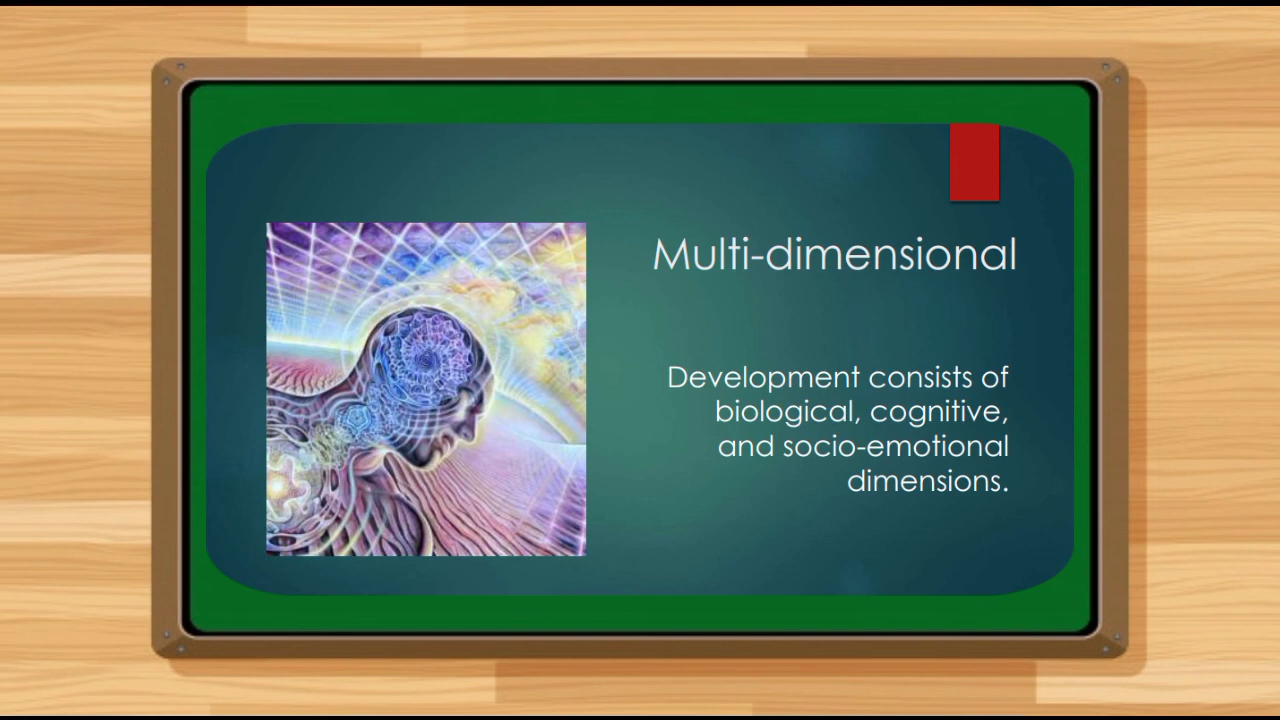 Multi-dimensional
Development consists of
biological, cognitive,
and socio-emotional
dimensions.